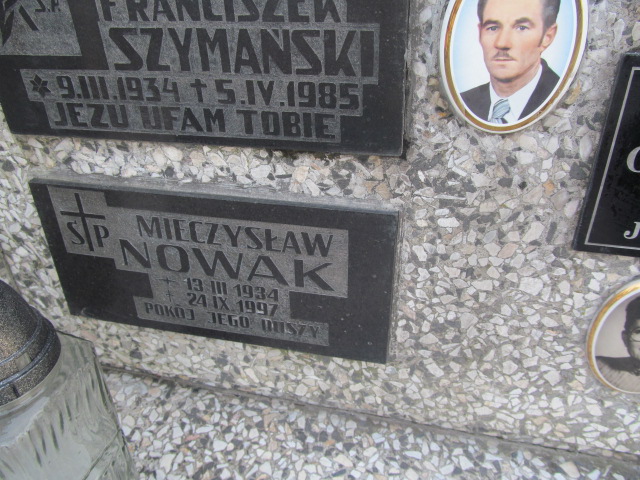 Ś.P.
FRANCISZEK
SZYMAŃSKI
* 9.III.1934 † 5.IV.1985
JEZU UFAM TOBIE
Ś P
MIECZYSŁAW
NOWAK
* 13 III 1934
† 24 IX 1997
POKÓJ JEGO DUSZY
J